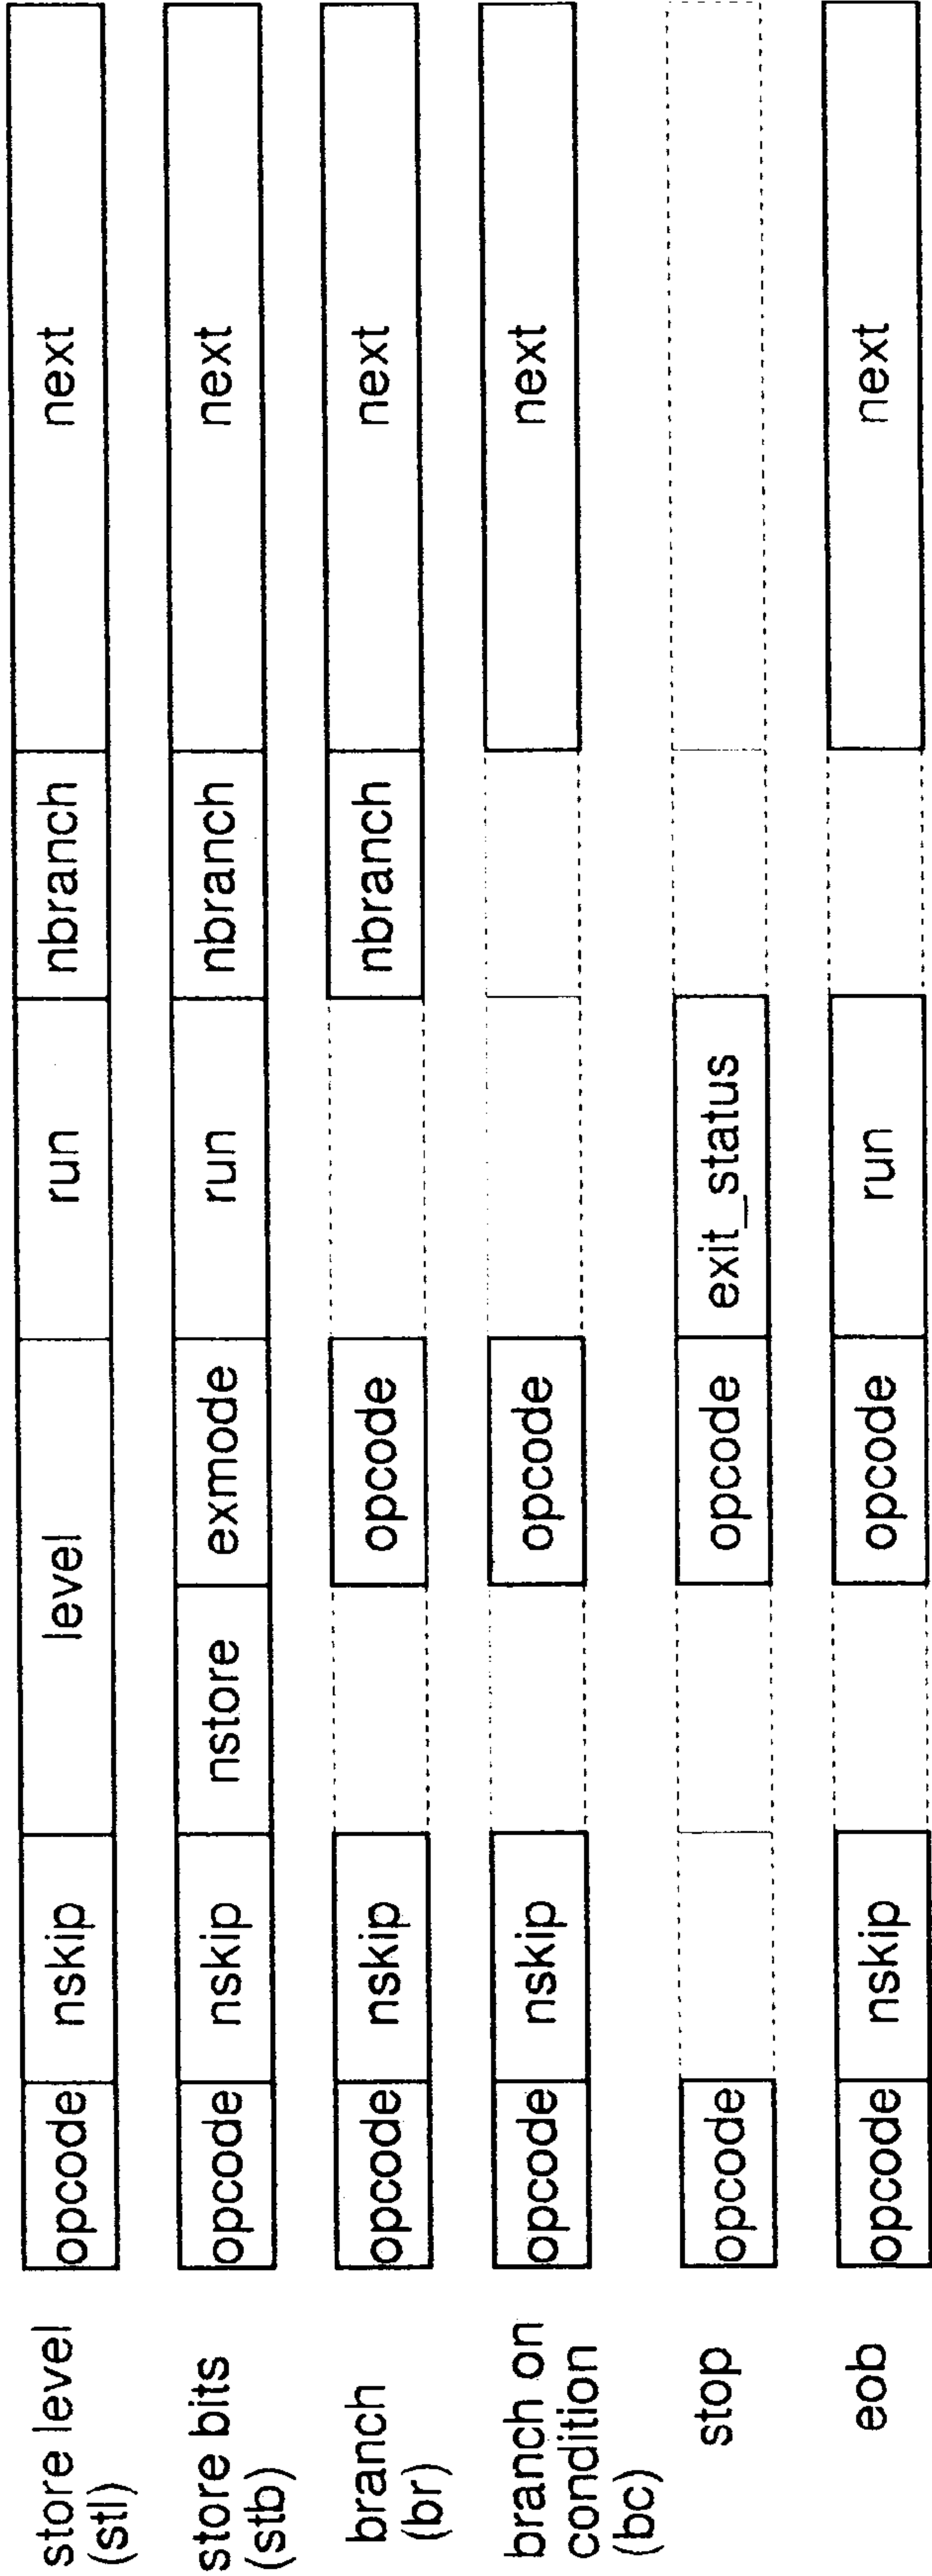 store level
(stl)
opcode
nskip
level
run
nbranch
next
store bits
(stb)
opcode
nskip
nstore
exmode
run
nbranch
next
branch
(br)
opcode
nskip
opcode
nbranch
next
branch on
condition
(bc)
opcode
nskip
opcode
next
stop
opcode
opcode
exit_status
eob
opcode
nskip
opcode
run
next